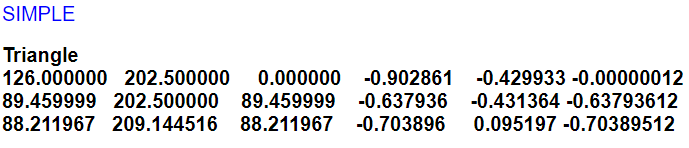 SIMPLE
Triangle
126.000000 202.500000 0.000000 -0.902861 -0.429933 -0.00000012
89.459999 202.500000 89.459999 -0.637936 -0.431364 -0.63793612
88.211967 209.144516 88.211967 -0.703896 0.095197 -0.70389512